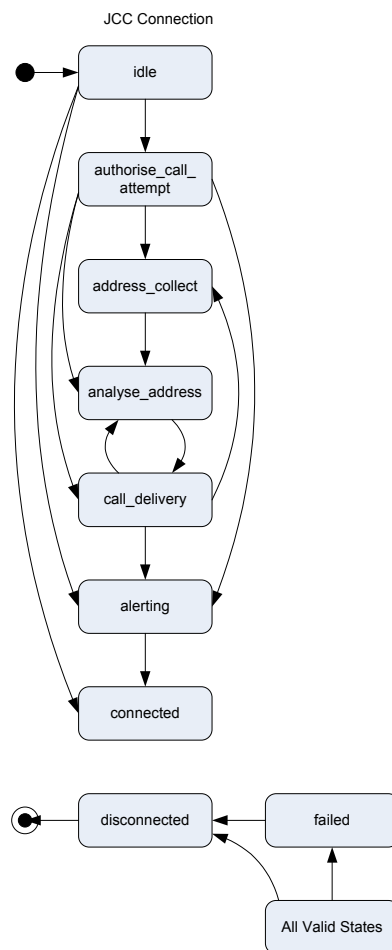 JCC Connection
idle
authorise_call_
attempt
address_collect
analyse_address
call_delivery
alerting
connected
disconnected
failed
All Valid States